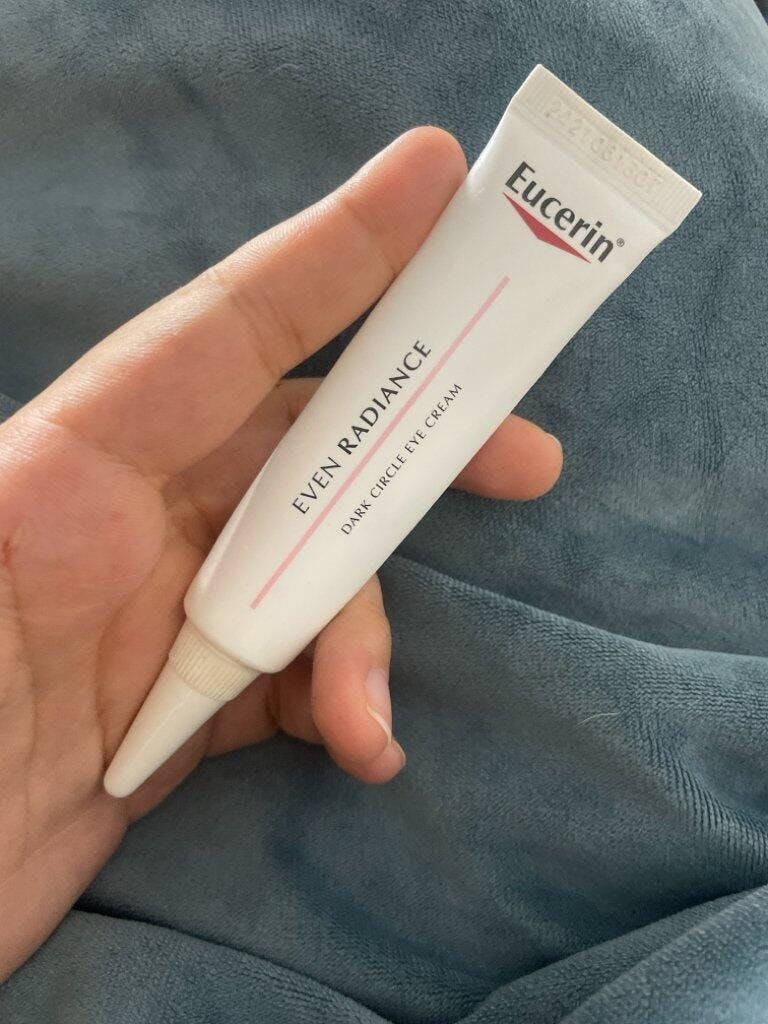 Eucerin®
EVEN RADIANCE
DARK CIRCLE EYE CREAM